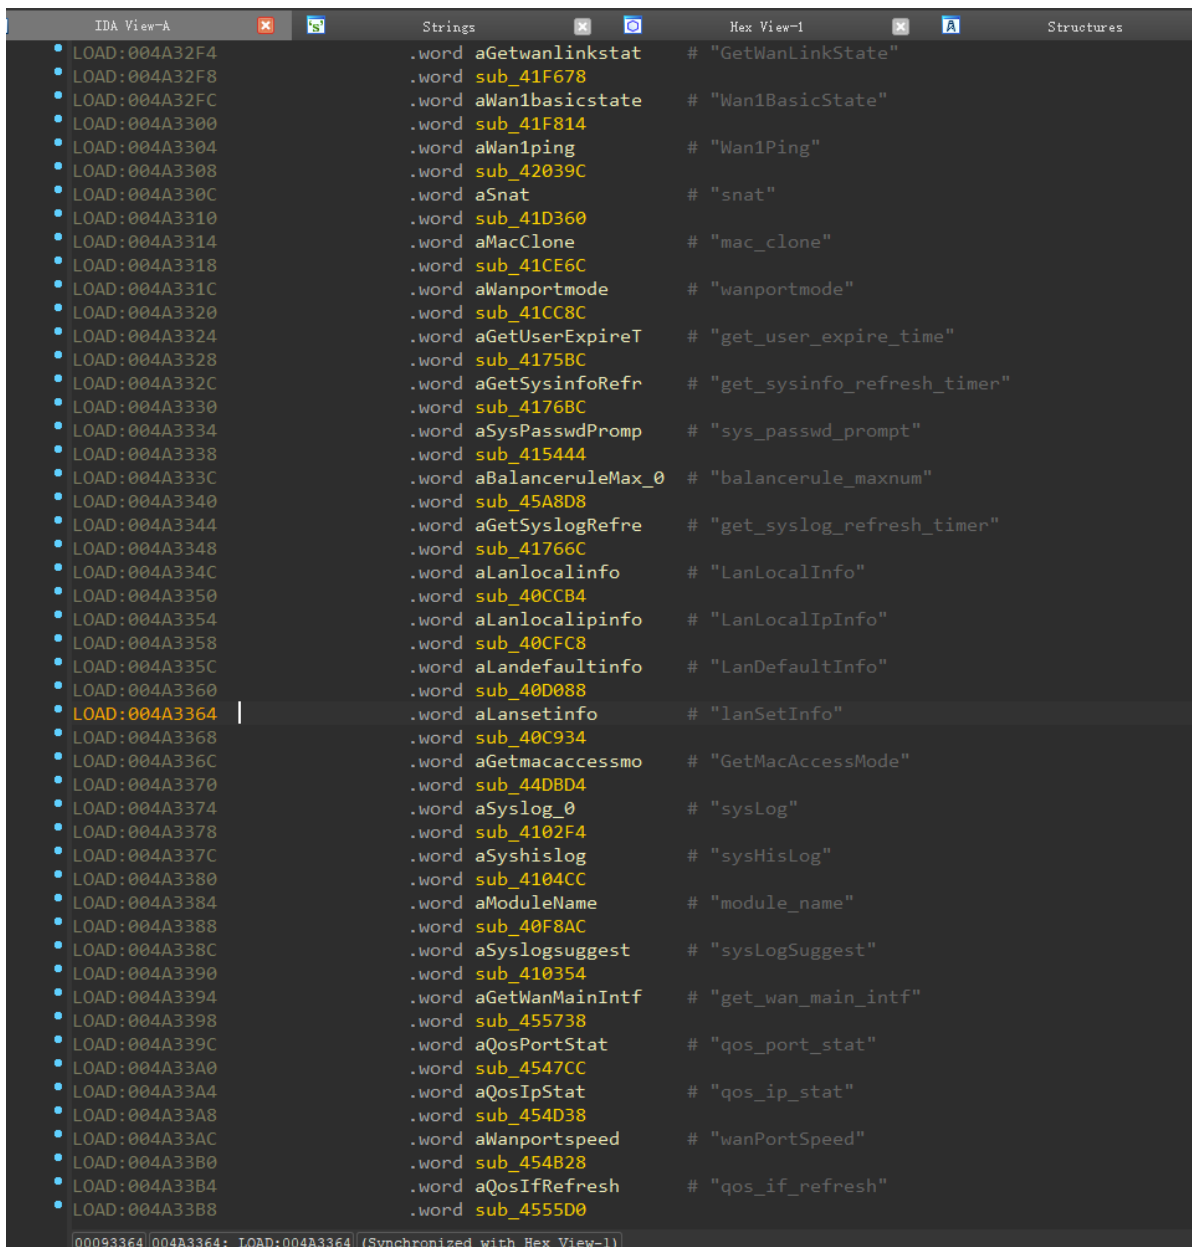 IDA View-A Strings Hex View-1 Structures
LOAD:004A32F4 .word aGetwanlinkstat # "GetWanLinkState"
LOAD:004A32F8 .word sub_41F678
LOAD:004A32FC .word aWan1basicstate # "Wan1BasicState"
LOAD:004A3300 .word sub_41F814
LOAD:004A3304 .word aWan1ping # "Wan1Ping"
LOAD:004A3308 .word sub_42039C
LOAD:004A330C .word aSnat # "snat"
LOAD:004A3310 .word sub_41D360
LOAD:004A3314 .word aMacClone # "mac_clone"
LOAD:004A3318 .word sub_41CE6C
LOAD:004A331C .word aWanportmode # "wanportmode"
LOAD:004A3320 .word sub_41CC8C
LOAD:004A3324 .word aGetUserExpireT # "get_user_expire_time"
LOAD:004A3328 .word sub_4175BC
LOAD:004A332C .word aGetSysinfoRefr # "get_sysinfo_refresh_timer"
LOAD:004A3330 .word sub_4176BC
LOAD:004A3334 .word aSysPasswdPromp # "sys_passwd_prompt"
LOAD:004A3338 .word sub_415444
LOAD:004A333C .word aBalanceruleMax_0 # "balancerule_maxnum"
LOAD:004A3340 .word sub_45A8D8
LOAD:004A3344 .word aGetSyslogRefre # "get_syslog_refresh_timer"
LOAD:004A3348 .word sub_41766C
LOAD:004A334C .word aLanlocalinfo # "LanLocalInfo"
LOAD:004A3350 .word sub_40CCB4
LOAD:004A3354 .word aLanlocalipinfo # "LanLocalIpInfo"
LOAD:004A3358 .word sub_40CFC8
LOAD:004A335C .word aLandefaultinfo # "LanDefaultInfo"
LOAD:004A3360 .word sub_40D088
LOAD:004A3364 .word aLansetinfo # "lanSetInfo"
LOAD:004A3368 .word sub_40C934
LOAD:004A336C .word aGetmacaccessmo # "GetMacAccessMode"
LOAD:004A3370 .word sub_44DBD4
LOAD:004A3374 .word aSyslog_0 # "sysLog"
LOAD:004A3378 .word sub_4102F4
LOAD:004A337C .word aSyshislog # "sysHisLog"
LOAD:004A3380 .word sub_4104CC
LOAD:004A3384 .word aModuleName # "module_name"
LOAD:004A3388 .word sub_40F8AC
LOAD:004A338C .word aSyslogsuggest # "sysLogSuggest"
LOAD:004A3390 .word sub_410354
LOAD:004A3394 .word aGetWanMainIntf # "get_wan_main_intf"
LOAD:004A3398 .word sub_455738
LOAD:004A339C .word aQosPortStat # "qos_port_stat"
LOAD:004A33A0 .word sub_4547CC
LOAD:004A33A4 .word aQosIpStat # "qos_ip_stat"
LOAD:004A33A8 .word sub_454D38
LOAD:004A33AC .word aWanportspeed # "wanPortSpeed"
LOAD:004A33B0 .word sub_454B28
LOAD:004A33B4 .word aQosIfRefresh # "qos_if_refresh"
LOAD:004A33B8 .word sub_4555D0
00093364 004A3364: LOAD:004A3364 (Synchronized with Hex View-1)